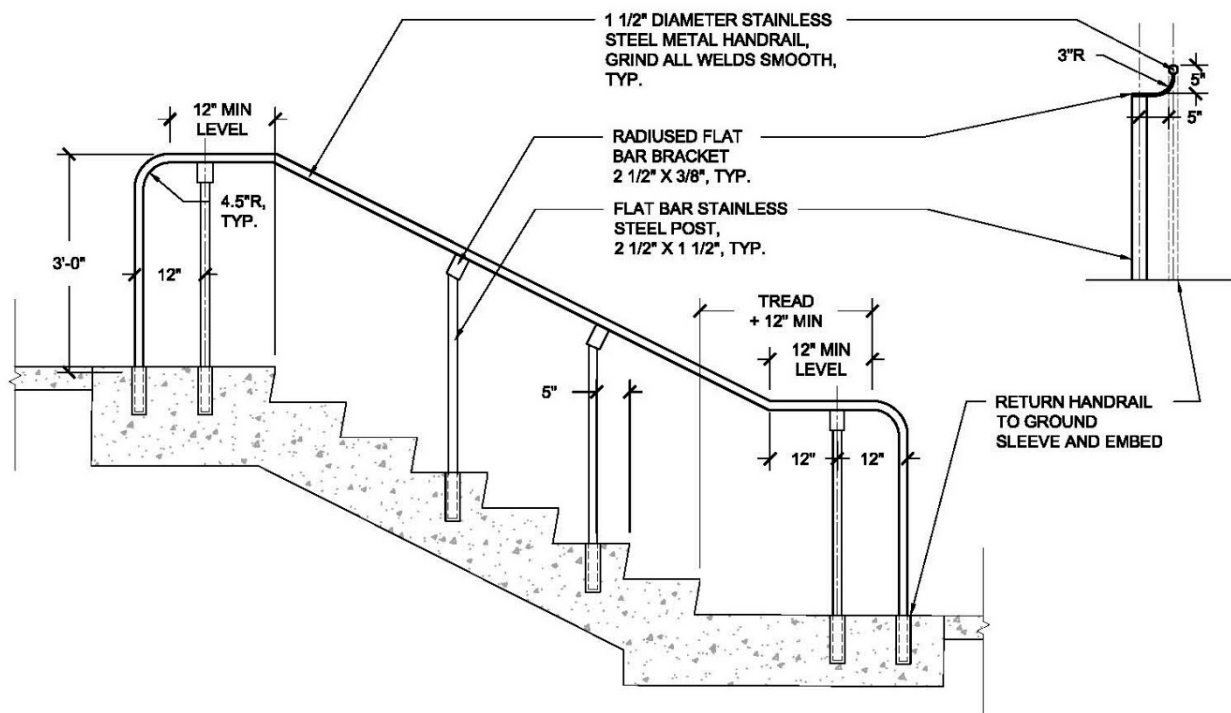 1 1/2" DIAMETER STAINLESS
STEEL METAL HANDRAIL,
GRIND ALL WELDS SMOOTH,
TYP.
3"R
5"
5"
12" MIN
LEVEL
RADIUSED FLAT
BAR BRACKET
2 1/2" X 3/8", TYP.
4.5"R,
TYP.
FLAT BAR STAINLESS
STEEL POST,
2 1/2" X 1 1/2", TYP.
3'-0"
12"
TREAD
+ 12" MIN
12" MIN
LEVEL
5"
RETURN HANDRAIL
TO GROUND
SLEEVE AND EMBED
12"
12"